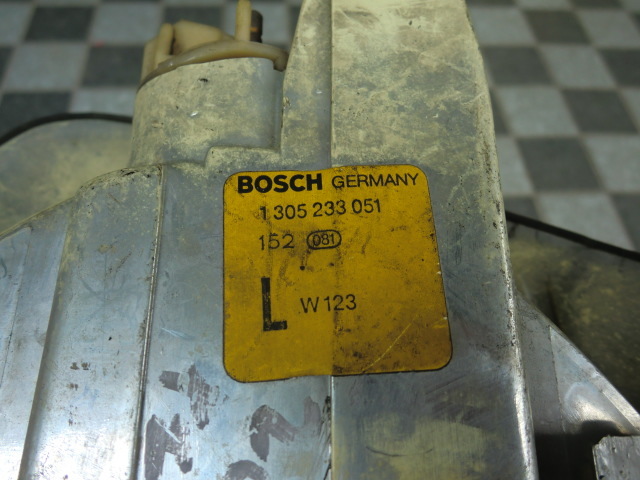 BOSCH GERMANY
1 305 233 051
152 081
L W123